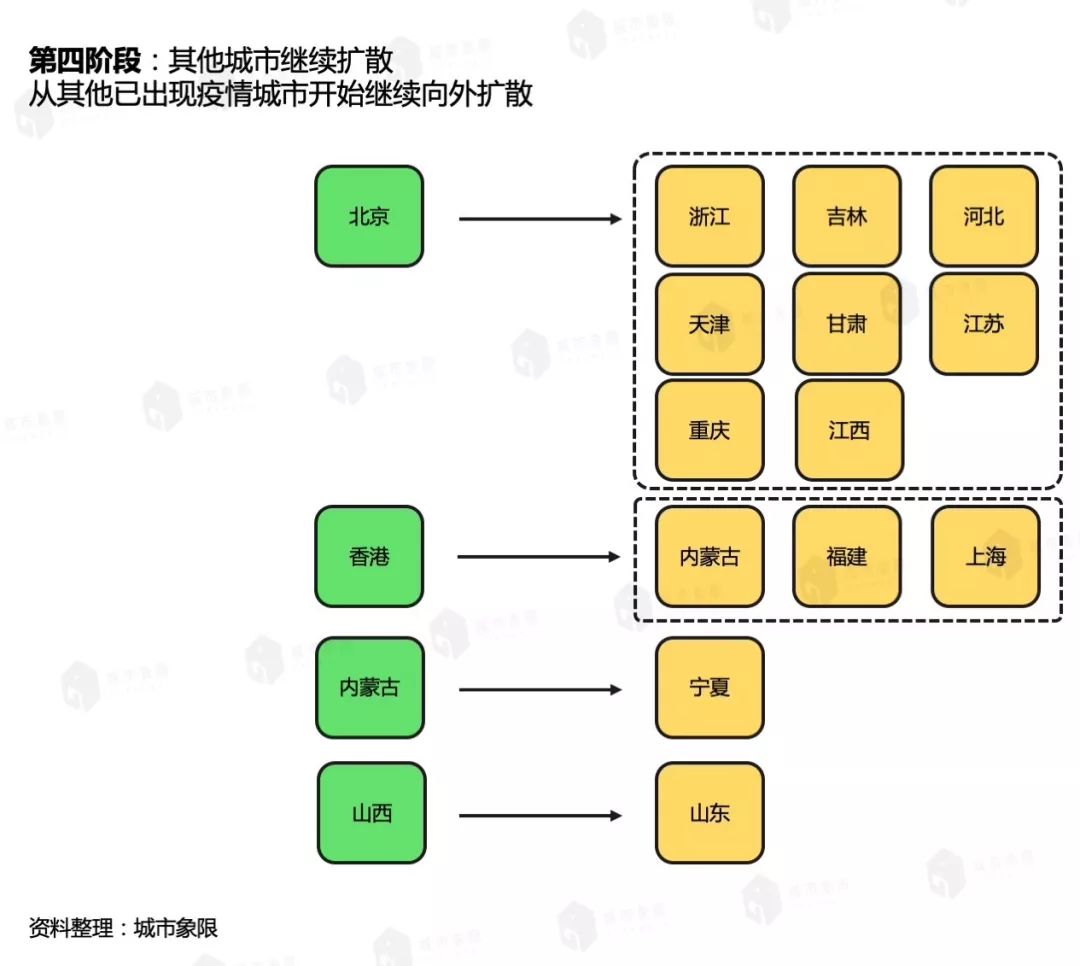 第四阶段：其他城市继续扩散
从其他已出现疫情城市开始继续向外扩散
北京
浙江
吉林
河北
天津
甘肃
江苏
重庆
江西
香港
内蒙古
福建
上海
内蒙古
宁夏
山西
山东
资料整理：城市象限